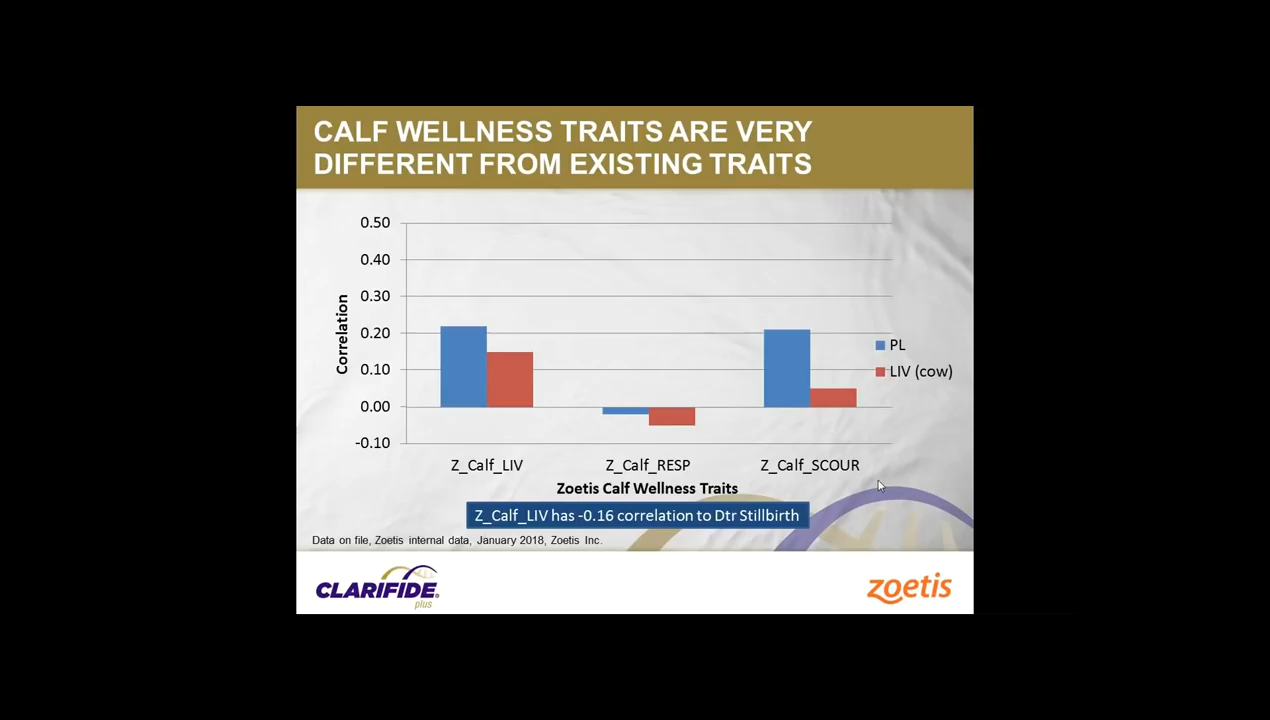 CALF WELLNESS TRAITS ARE VERY
DIFFERENT FROM EXISTING TRAITS
0.50
0.40
0.30
0.20
0.10
0.00
-0.10
Correlation
PL
LIV (cow)
Z_Calf_LIV
Z_Calf_RESP
Z_Calf_SCOUR
Zoetis Calf Wellness Traits
Z_Calf_LIV has -0.16 correlation to Dtr Stillbirth
Data on file, Zoetis internal data, January 2018, Zoetis Inc.
CLARIFIDE®
plus
zoetis